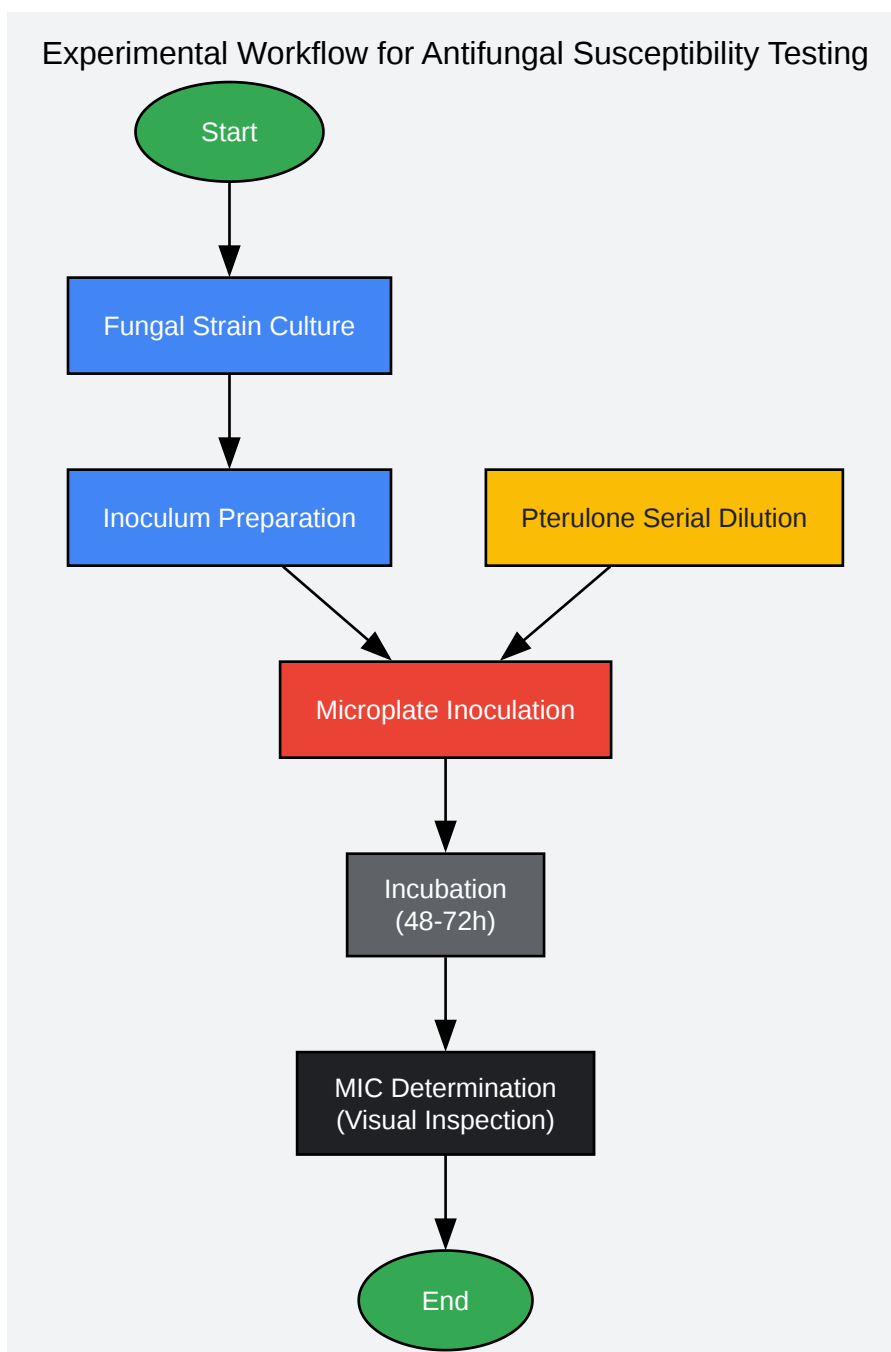 Experimental Workflow for Antifungal Susceptibility Testing
Start
Fungal Strain Culture
Inoculum Preparation
Pterulone Serial Dilution
Microplate Inoculation
Incubation
(48-72h)
MIC Determination
(Visual Inspection)
End